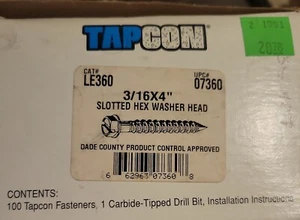 TAPCON
CAT#
LE360
UPC#
07360
3/16X4"
SLOTTED HEX WASHER HEAD
DADE COUNTY PRODUCT CONTROL APPROVED
6 62963 07360 8
CONTENTS:
100 Tapcon Fasteners, 1 Carbide-Tipped Drill Bit, Installation Instructions